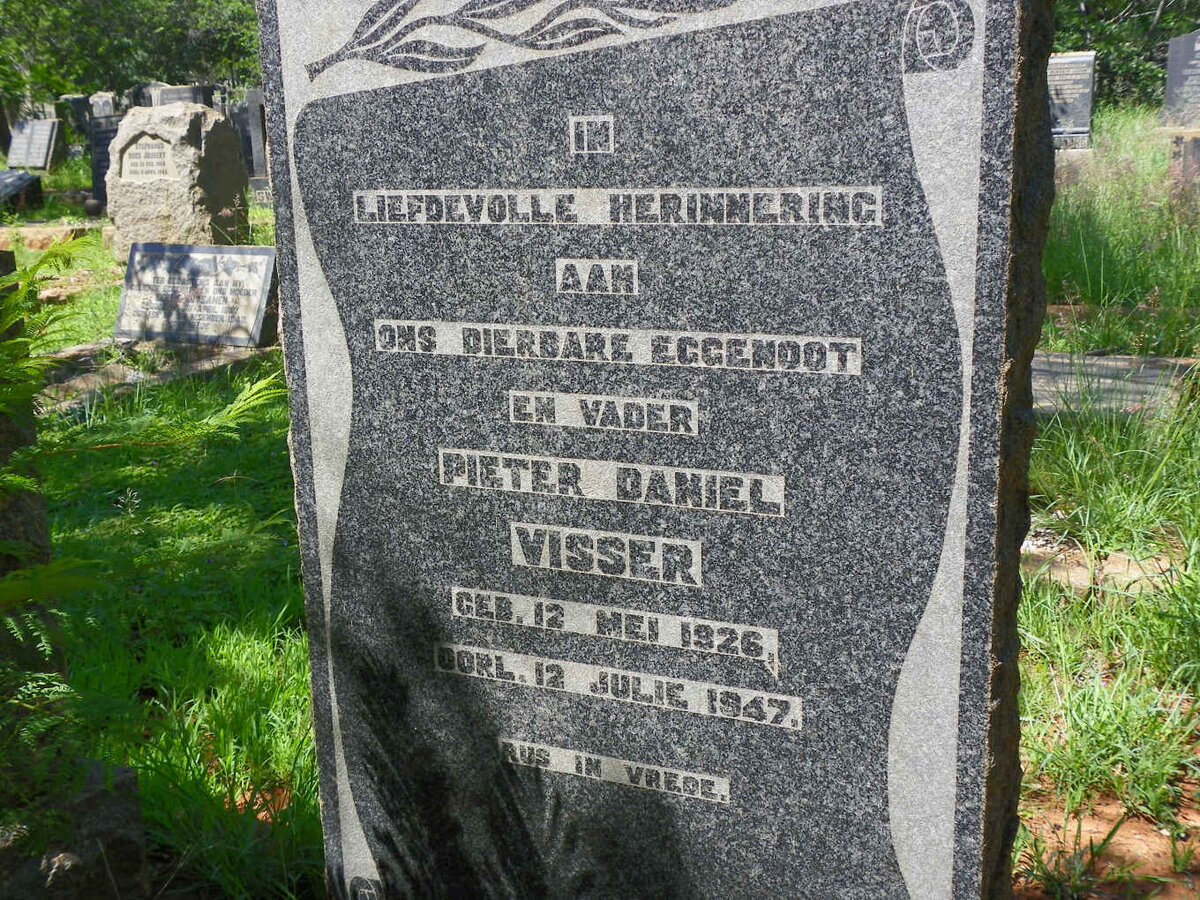 IN
LIEFDEVOLLE HERINNERING
AAN
ONS DIERBARE EGGENOOT
EN VADER
PIETER DANIEL
VISSER
GEB. 12 MEI 1926,
OORL. 12 JULIE 1947.
RUS IN VREDE.
STEPHANUS